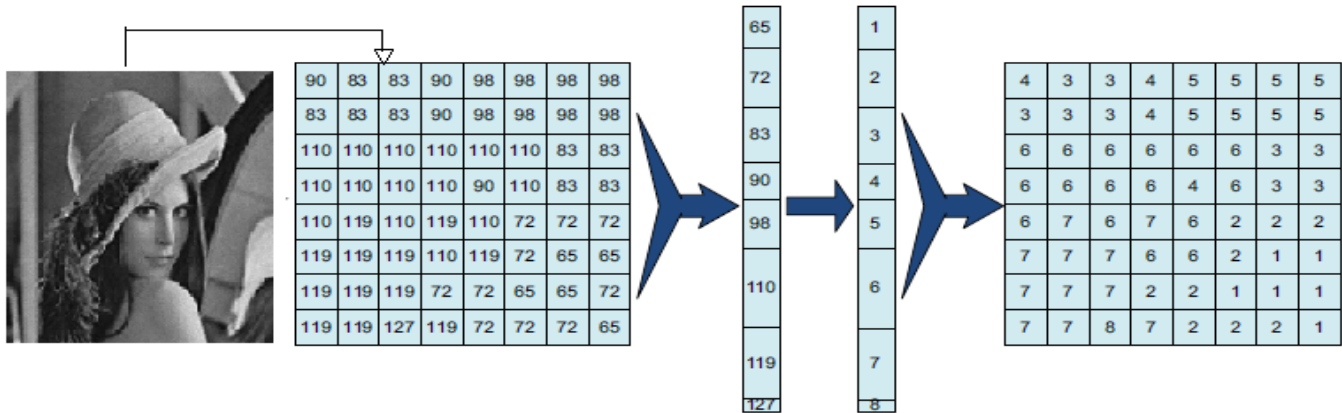 90 83 83 90 98 98 98 98
83 83 83 90 98 98 98 98
110 110 110 110 110 110 83 83
110 110 110 110 90 110 83 83
110 119 110 119 110 72 72 72
119 119 119 110 119 72 65 65
119 119 119 72 72 65 65 72
119 119 127 119 72 72 72 65
65
72
83
90
98
110
119
127
1
2
3
4
5
6
7
8
4 3 3 4 5 5 5 5
3 3 3 4 5 5 5 5
6 6 6 6 6 6 3 3
6 6 6 6 4 6 3 3
6 7 6 7 6 2 2 2
7 7 7 6 6 2 1 1
7 7 7 2 2 1 1 1
7 7 8 7 2 2 2 1